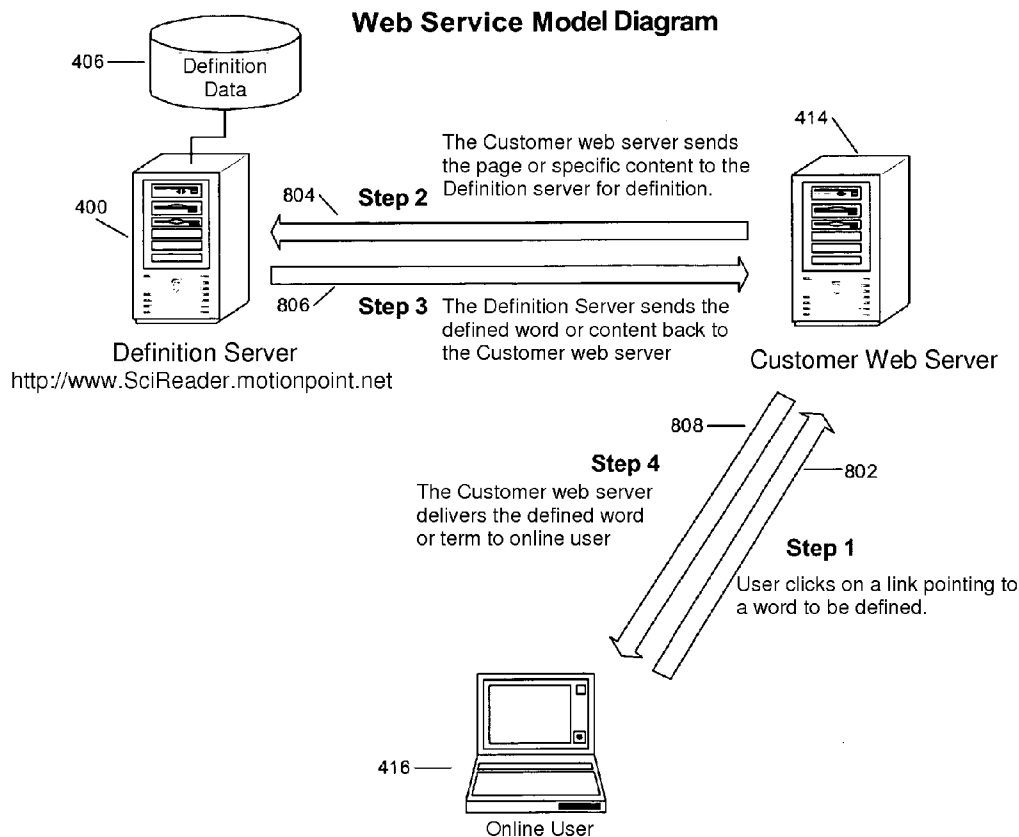 Web Service Model Diagram
406
Definition
Data
414
The Customer web server sends
the page or specific content to the
Definition server for definition.
804
Step 2
400
806
Step 3
The Definition Server sends the
defined word or content back to
the Customer web server
Definition Server
http://www.SciReader.motionpoint.net
Customer Web Server
808
Step 4
802
The Customer web server
delivers the defined word
or term to online user
Step 1
User clicks on a link pointing to
a word to be defined.
416
Online User